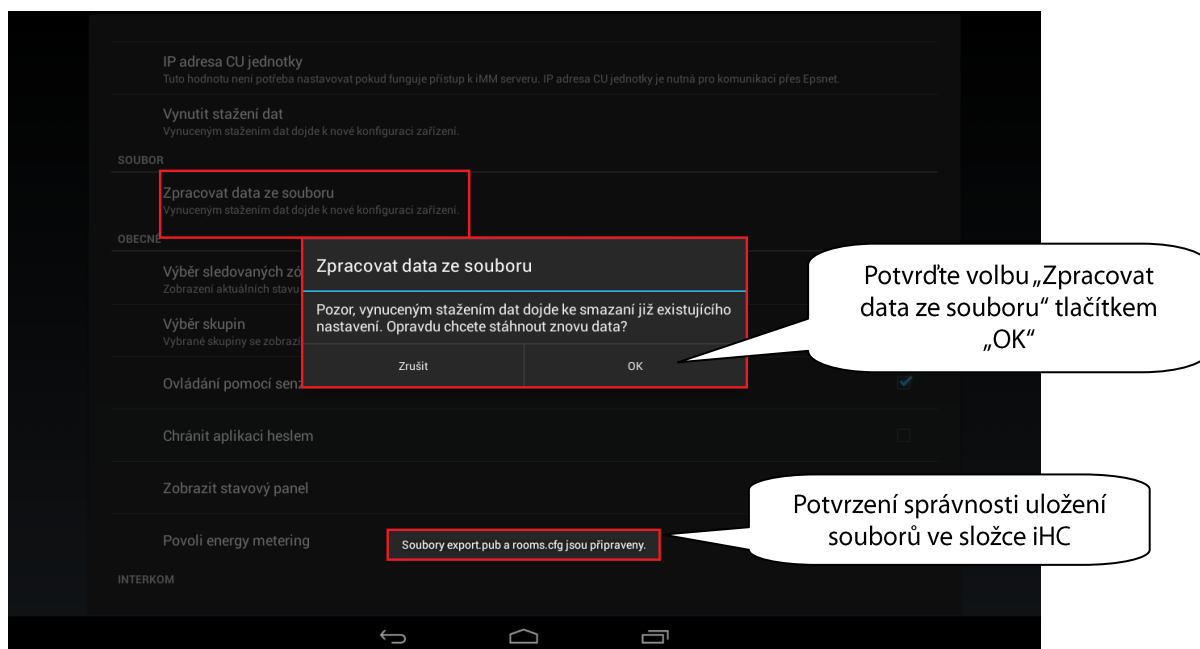 IP adresa CU jednotky
Tuto hodnotu není potřeba nastavovat pokud funguje přístup k iMM serveru. IP adresa CU jednotky je nutná pro komunikaci přes Epsnet.
Vynutit stažení dat
Vynuceným stažením dat dojde k nové konfiguraci zařízení.
SOUBOR
Zpracovat data ze souboru
Vynuceným stažením dat dojde k nové konfiguraci zařízení.
OBECNÉ
Výběr sledovaných zó
Zobrazení aktuálních stavu
Výběr skupin
Vybrané skupiny se zobrazí
Zpracovat data ze souboru
Pozor, vynuceným stažením dat dojde ke smazaní již existujícího
nastavení. Opravdu chcete stáhnout znovu data?
Zrušit
OK
Potvrďte volbu „Zpracovat
data ze souboru“ tlačítkem
„OK“
Ovládání pomocí senz
Chránit aplikaci heslem
Zobrazit stavový panel
Povoli energy metering
Soubory export.pub a rooms.cfg jsou připraveny.
Potvrzení správnosti uložení
souborů ve složce iHC
INTERKOM